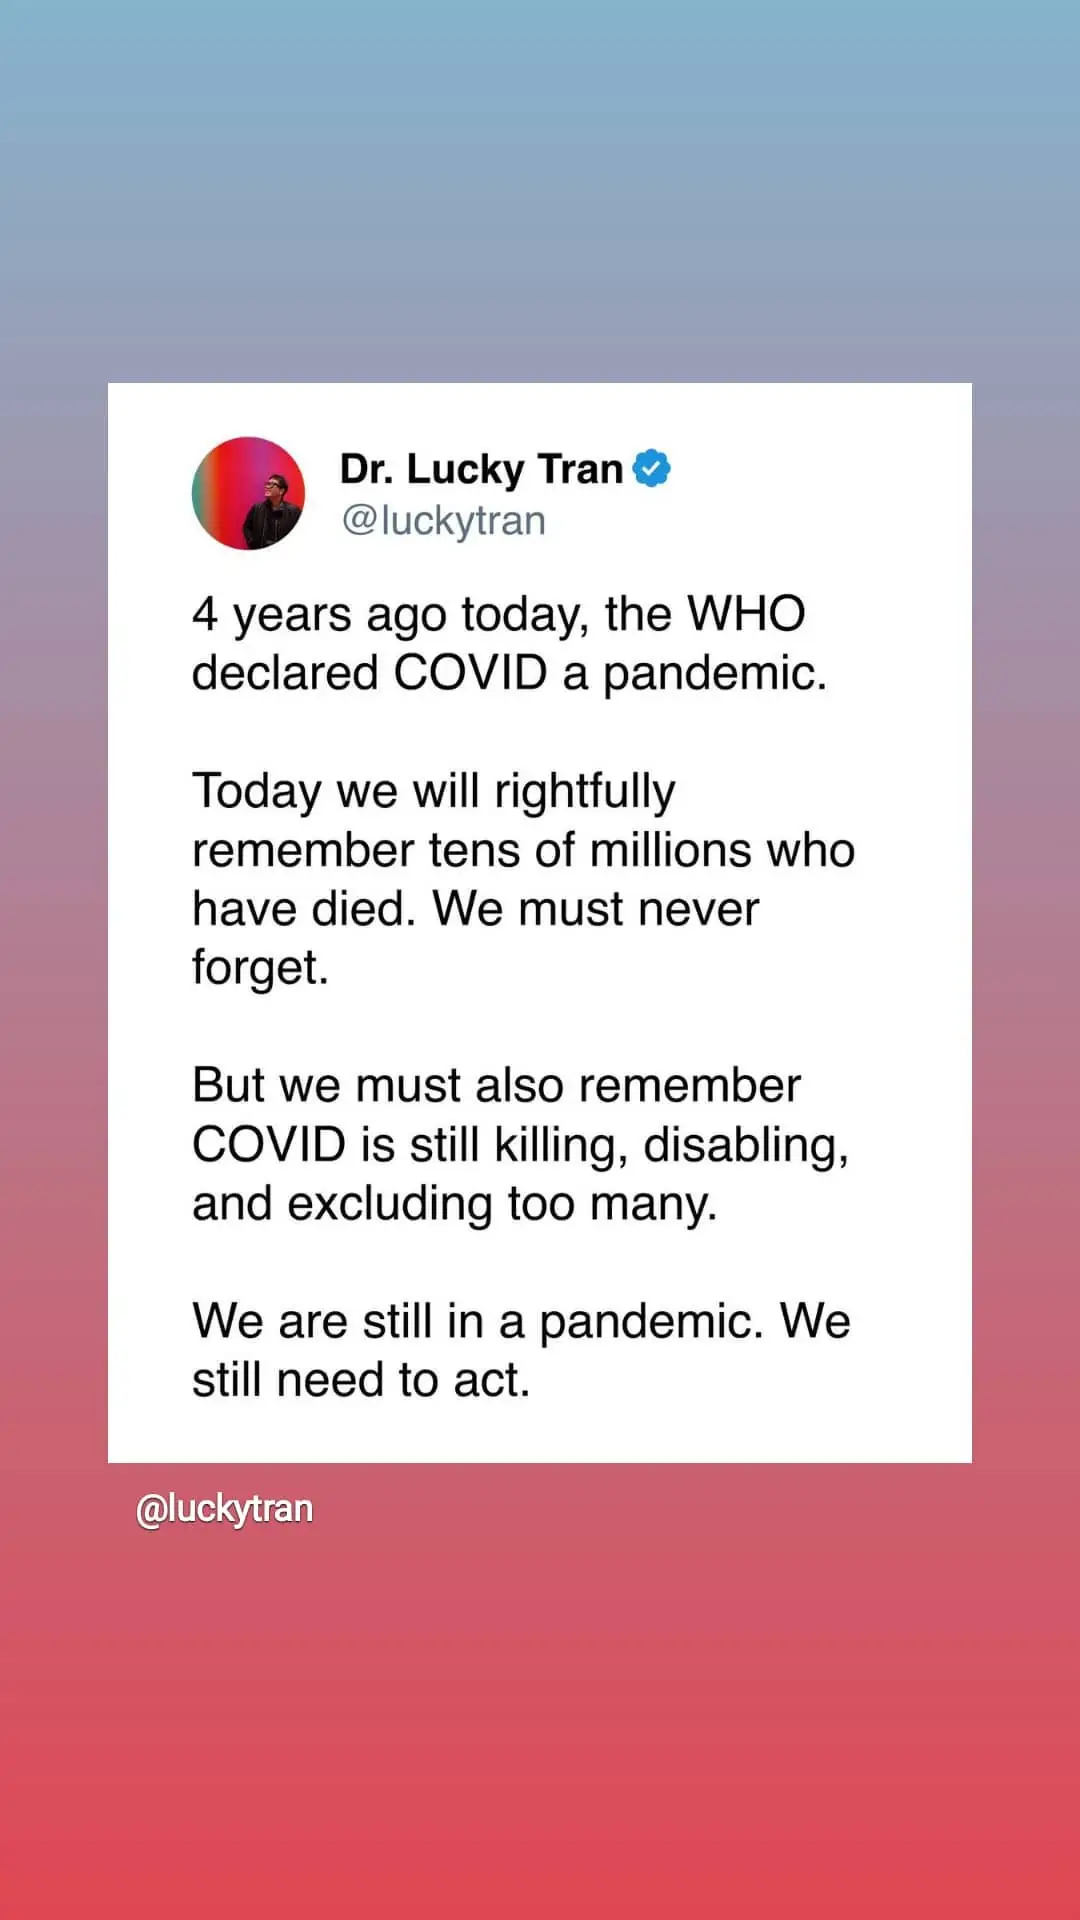 Dr. Lucky Tran
@luckytran
4 years ago today, the WHO
declared COVID a pandemic.
Today we will rightfully
remember tens of millions who
have died. We must never
forget.
But we must also remember
COVID is still killing, disabling,
and excluding too many.
We are still in a pandemic. We
still need to act.
@luckytran